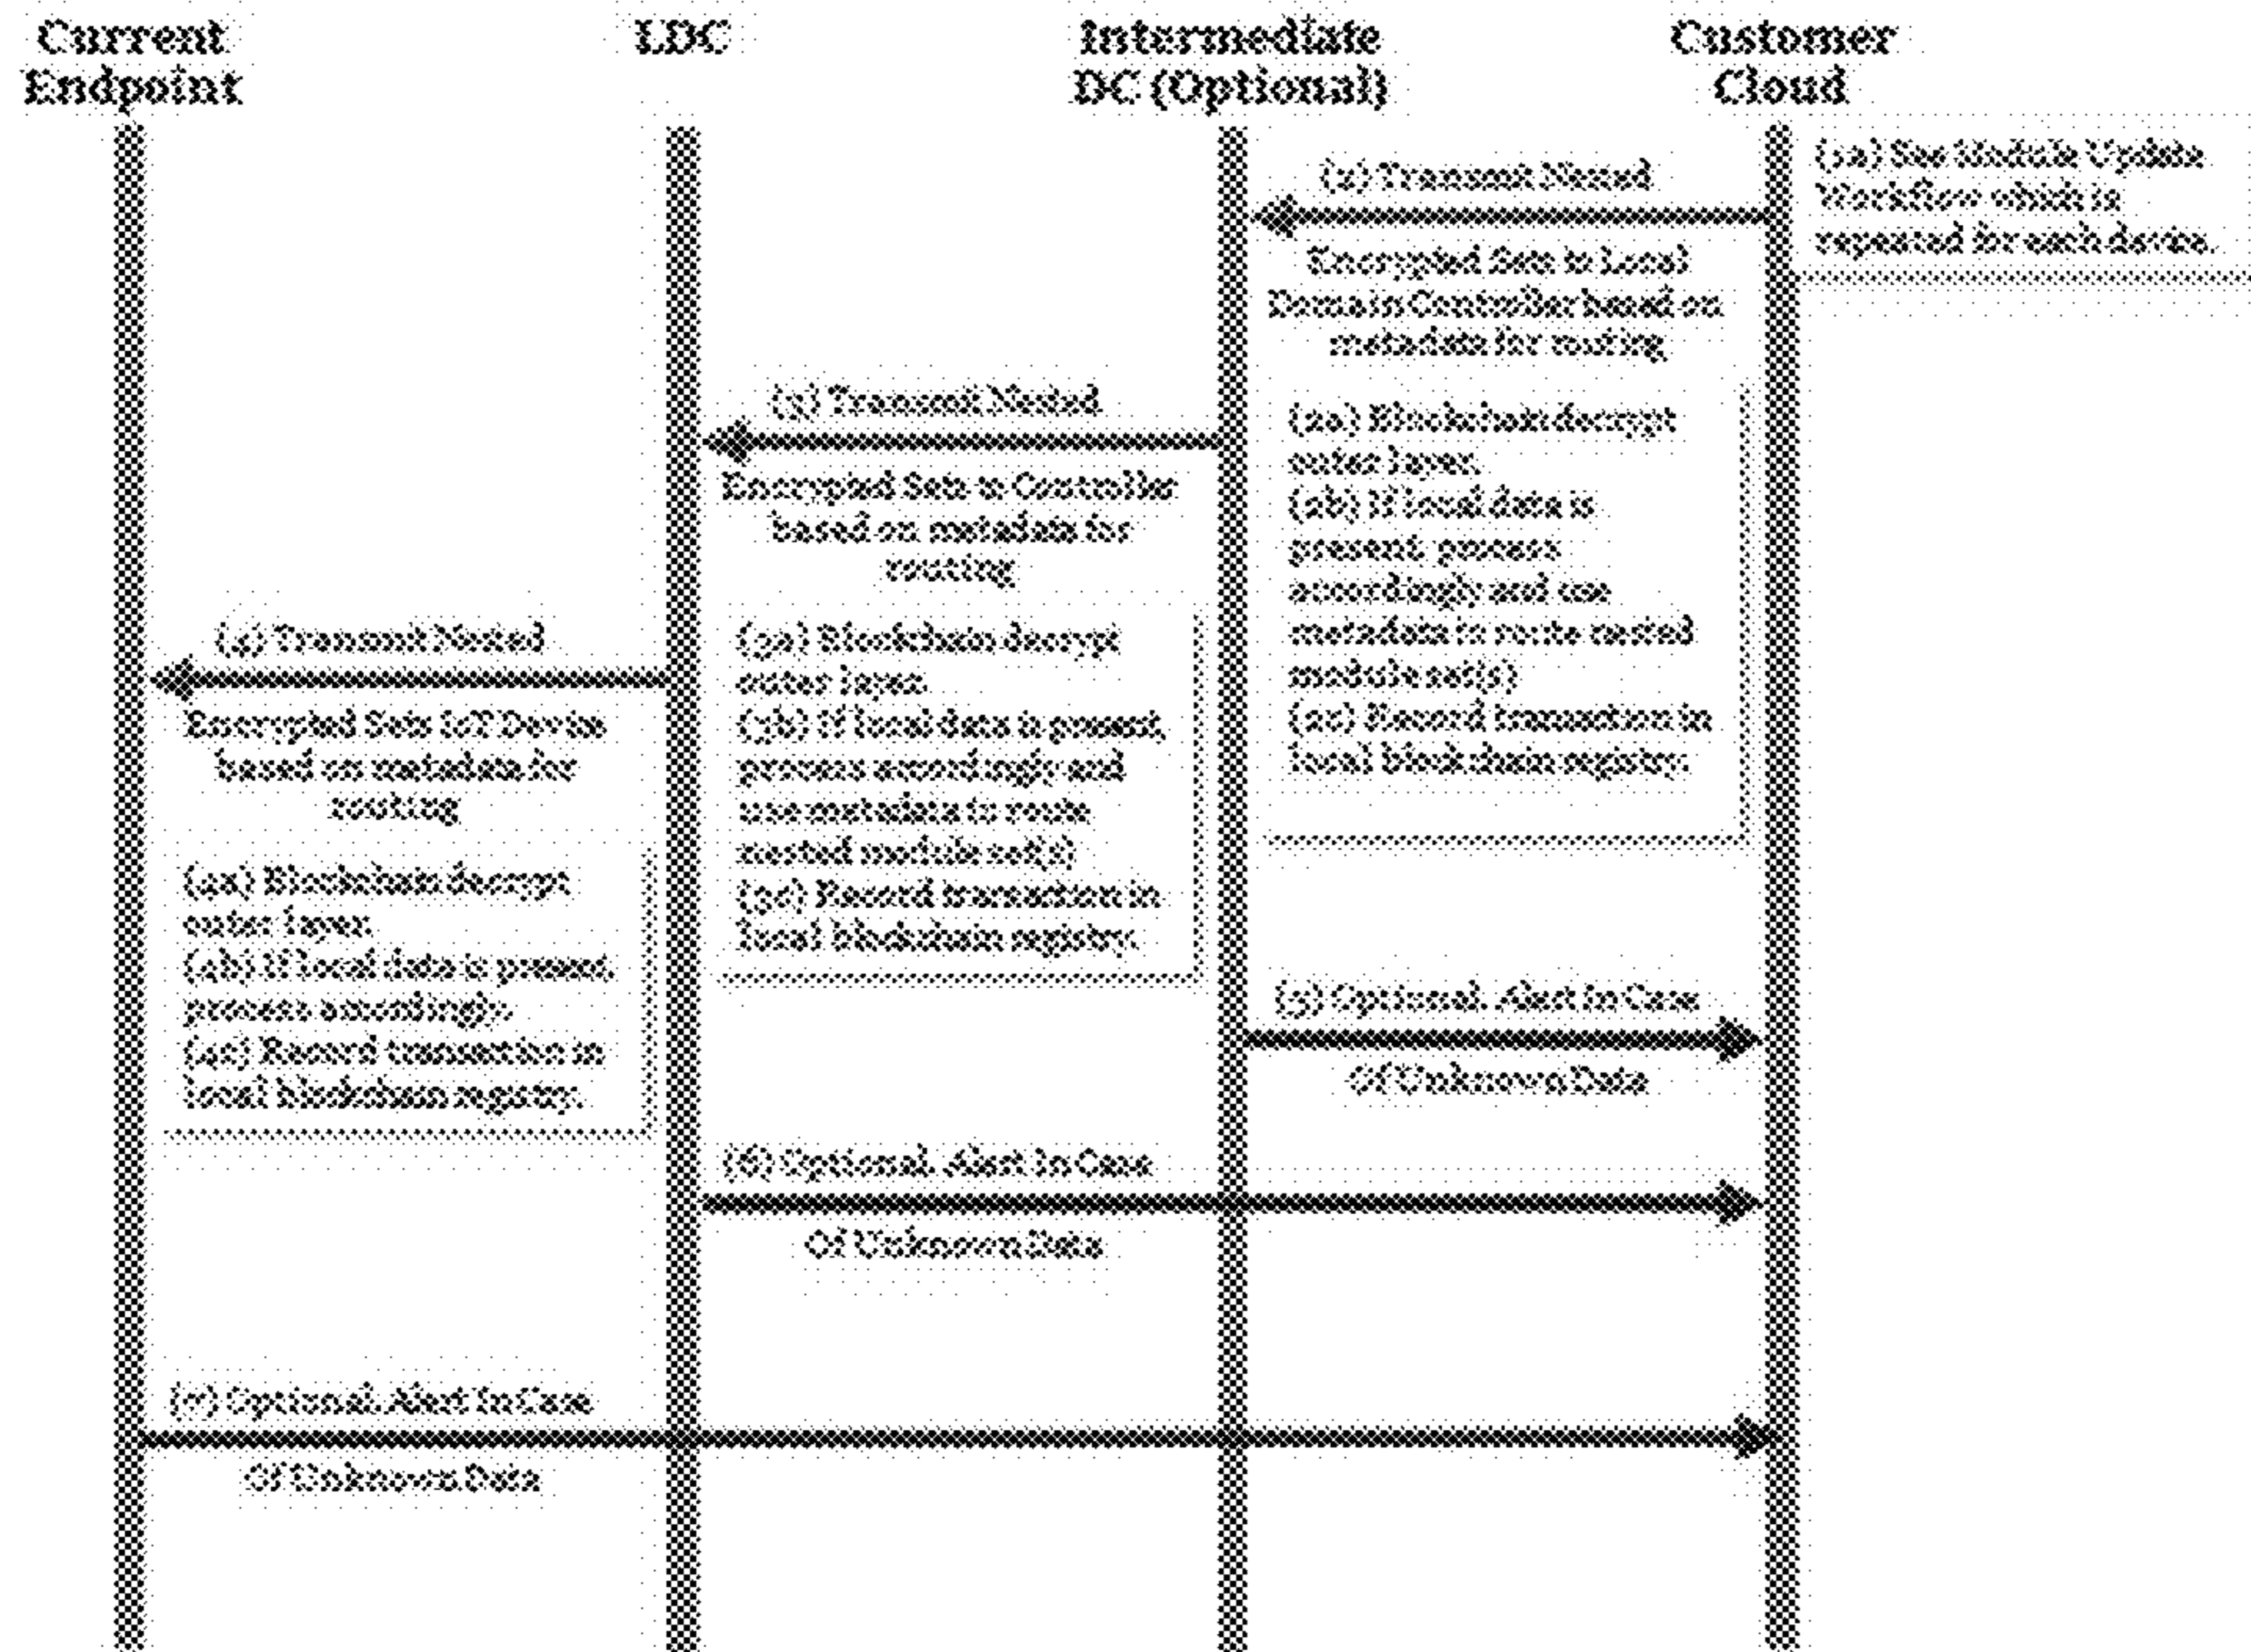 Current
Endpoint
LDC
Intermediate
DC (Optional)
Customer
Cloud
(1a) See Module Update
Workflow which is
repeated for each device.
(2) Transmit Nested
Encrypted Sets to Local
Domain Controller based on
metadata for routing
(2a) Blockchain decrypt
outer layer.
(2b) If local data is
present, process
accordingly and use
metadata to route nested
module set(s)
(2c) Record transaction in
local blockchain registry.
(3) Transmit Nested
Encrypted Sets to Controller
based on metadata for
routing
(3a) Blockchain decrypt
outer layer.
(3b) If local data is present,
process accordingly and
use metadata to route
nested module set(s)
(3c) Record transaction in
local blockchain registry.
(4) Transmit Nested
Encrypted Sets IoT Device
based on metadata for
routing
(4a) Blockchain decrypt
outer layer.
(4b) If local data is present,
process accordingly.
(4c) Record transaction in
local blockchain registry.
(5) Optional. Alert In Case
Of Unknown Data
(6) Optional. Alert In Case
Of Unknown Data
(7) Optional. Alert In Case
Of Unknown Data